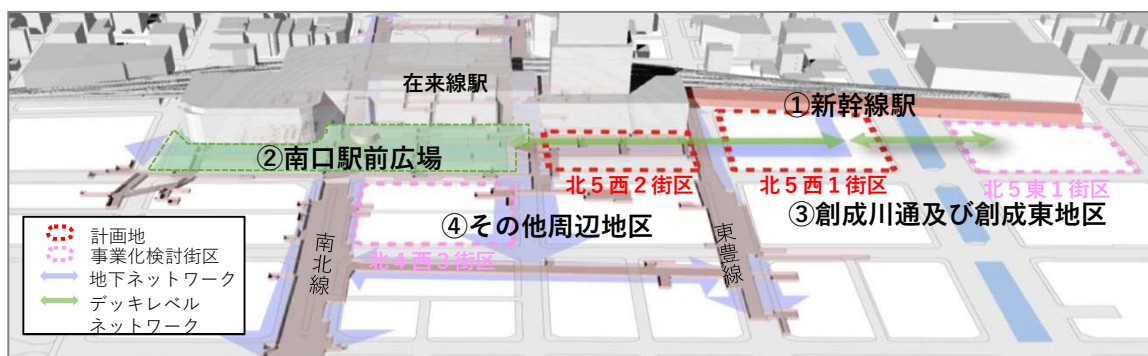 在来線駅
①新幹線駅
②南口駅前広場
北5西2街区
北5西1街区
北5東1街区
③創成川通及び創成東地区
④その他周辺地区
北4西3街区
南北線
東豊線
計画地
事業化検討街区
地下ネットワーク
デッキレベル
ネットワーク